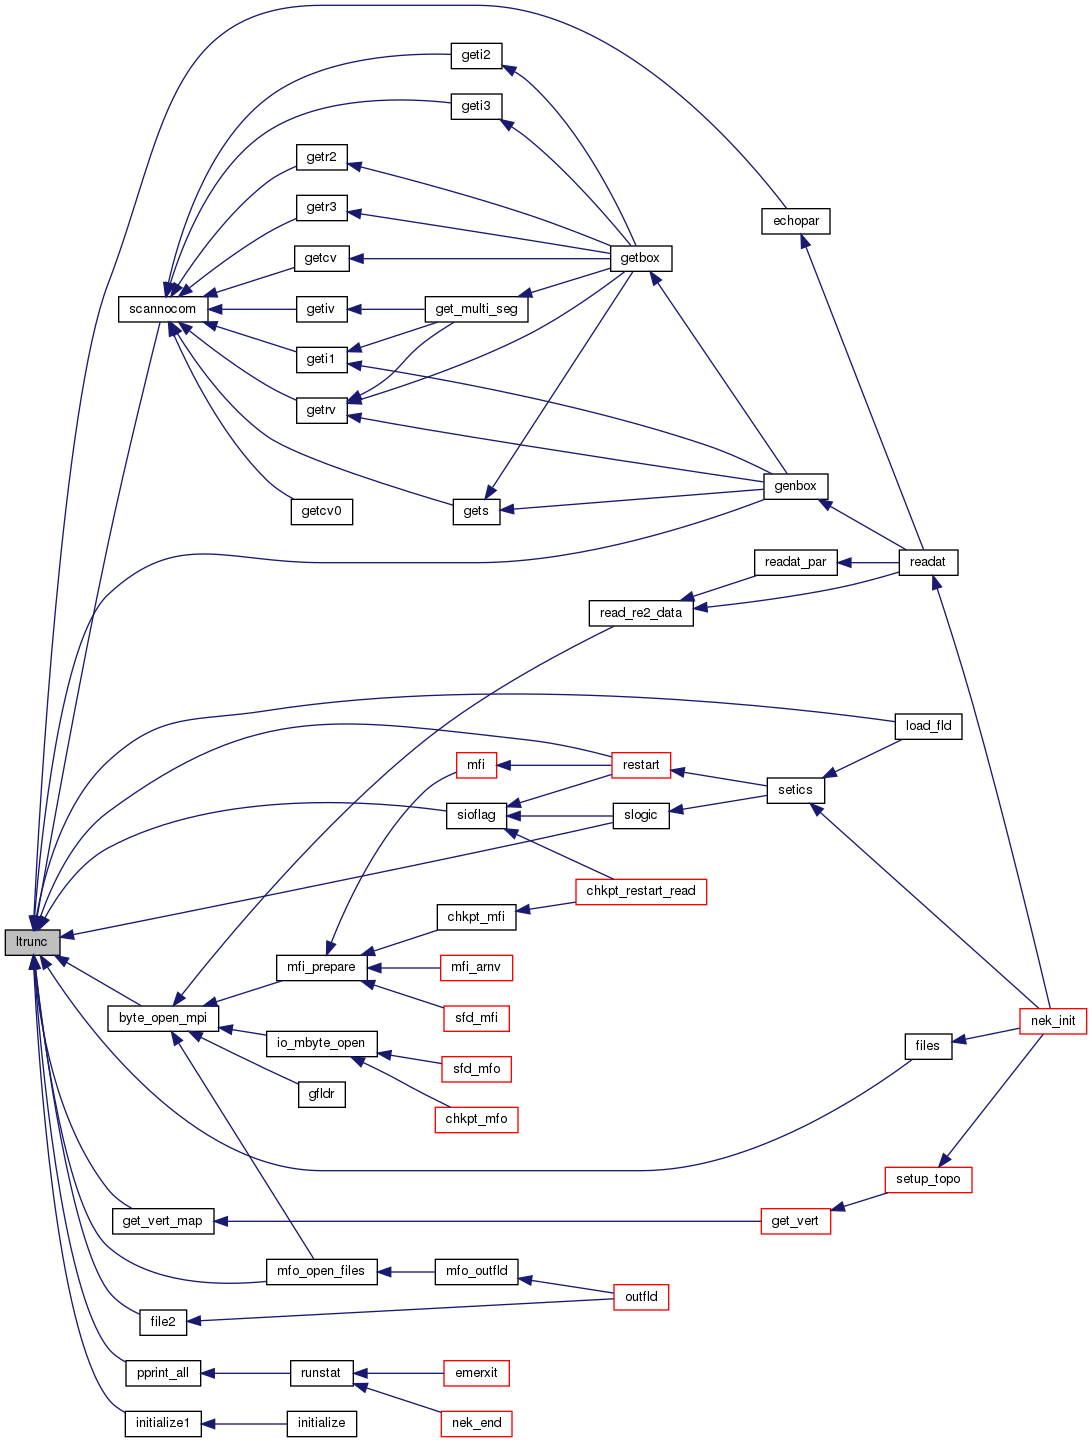 geti2
geti3
getr2
getr3
echopar
getcv
getbox
scannocom
getiv
get_multi_seg
geti1
getrv
genbox
getcv0
gets
readat_par
readat
read_re2_data
load_fld
mfi
restart
setics
sioflag
slogic
chkpt_restart_read
chkpt_mfi
ltrunc
mfi_prepare
mfi_arnv
byte_open_mpi
sfd_mfi
nek_init
io_mbyte_open
files
sfd_mfo
gfldr
chkpt_mfo
setup_topo
get_vert_map
get_vert
mfo_open_files
mfo_outfld
outfld
file2
pprint_all
runstat
emerxit
initialize1
initialize
nek_end